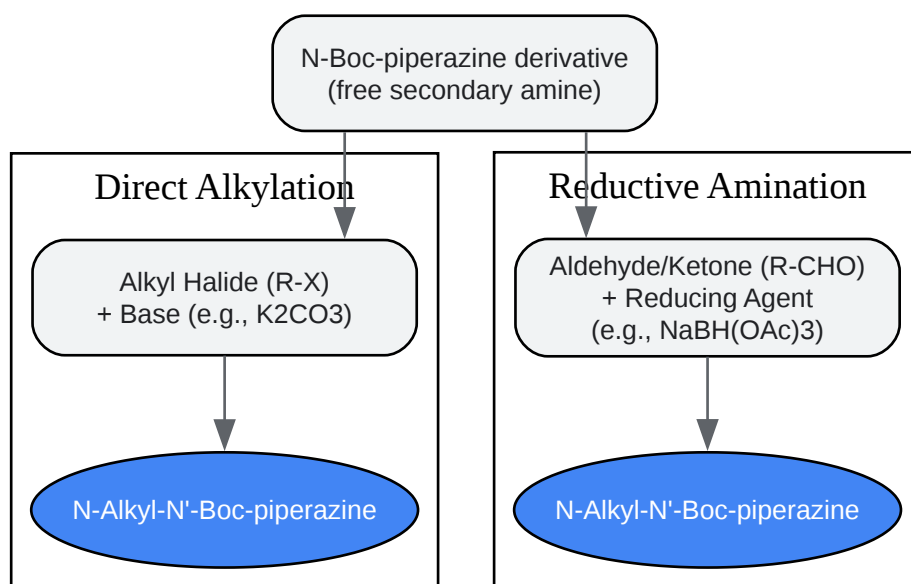 N-Boc-piperazine derivative
(free secondary amine)
Direct Alkylation
Alkyl Halide (R-X)
+ Base (e.g., K2CO3)
N-Alkyl-N'-Boc-piperazine
Reductive Amination
Aldehyde/Ketone (R-CHO)
+ Reducing Agent
(e.g., NaBH(OAc)3)
N-Alkyl-N'-Boc-piperazine